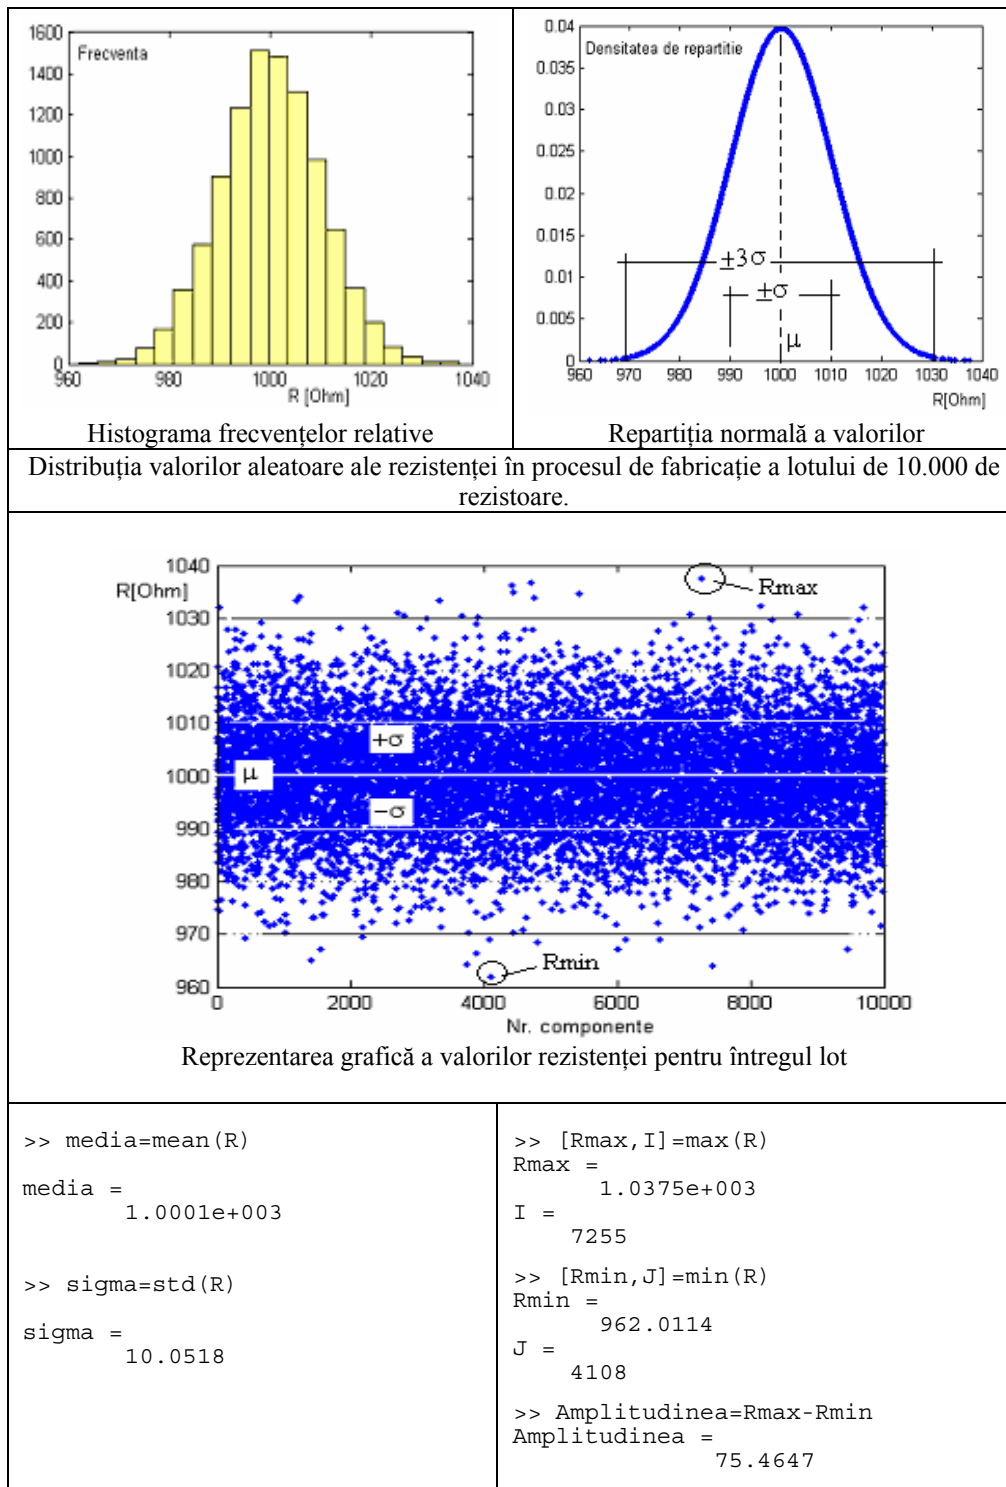 1600
1400
1200
1000
800
600
400
200
0
Frecventa
960
980
1000
1020
1040
R [Ohm]
Histograma frecvențelor relative
0.04
0.035
0.03
0.025
0.02
0.015
0.01
0.005
0
Densitatea de repartitie
±3σ
±σ
μ
960
970
980
990
1000
1010
1020
1030
1040
R[Ohm]
Repartiția normală a valorilor
Distribuția valorilor aleatoare ale rezistenței în procesul de fabricație a lotului de 10.000 de
rezistoare.
1040
R[Ohm]
1030
1020
1010
1000
990
980
970
960
Rmax
+σ
μ
−σ
Rmin
0
2000
4000
6000
8000
10000
Nr. componente
Reprezentarea grafică a valorilor rezistenței pentru întregul lot
>> media=mean(R)
media =
1.0001e+003
>> sigma=std(R)
sigma =
10.0518
>> [Rmax,I]=max(R)
Rmax =
1.0375e+003
I =
7255
>> [Rmin,J]=min(R)
Rmin =
962.0114
J =
4108
>> Amplitudinea=Rmax-Rmin
Amplitudinea =
75.4647